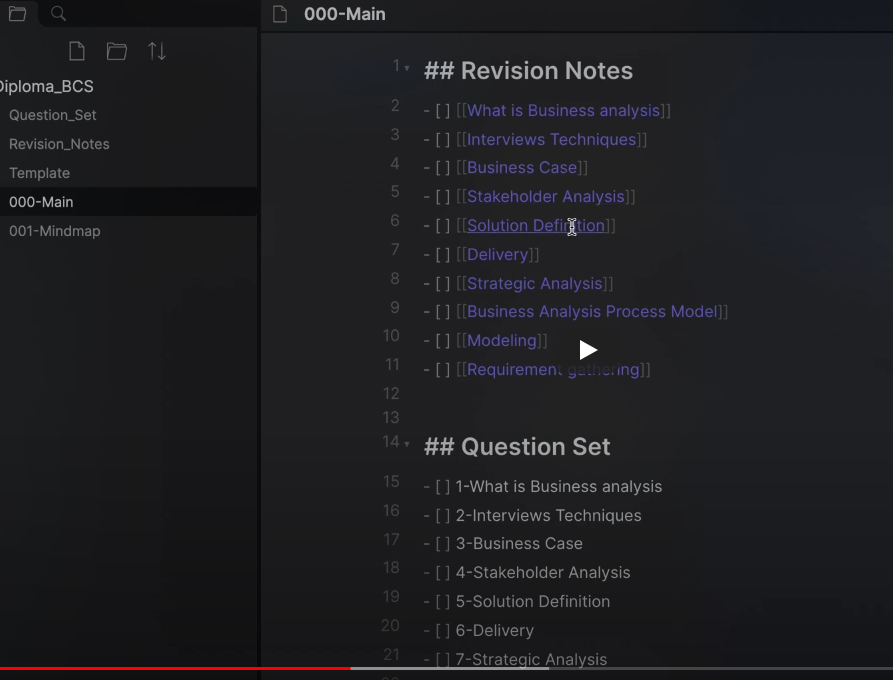 000-Main
Diploma_BCS
Question_Set
Revision_Notes
Template
000-Main
001-Mindmap
1 ## Revision Notes
2 - [ ] [[What is Business analysis]]
3 - [ ] [[Interviews Techniques]]
4 - [ ] [[Business Case]]
5 - [ ] [[Stakeholder Analysis]]
6 - [ ] [[Solution Definition]]
7 - [ ] [[Delivery]]
8 - [ ] [[Strategic Analysis]]
9 - [ ] [[Business Analysis Process Model]]
10 - [ ] [[Modeling]]
11 - [ ] [[Requirement gathering]]
12
13
14 ## Question Set
15 - [ ] 1-What is Business analysis
16 - [ ] 2-Interviews Techniques
17 - [ ] 3-Business Case
18 - [ ] 4-Stakeholder Analysis
19 - [ ] 5-Solution Definition
20 - [ ] 6-Delivery
21 - [ ] 7-Strategic Analysis